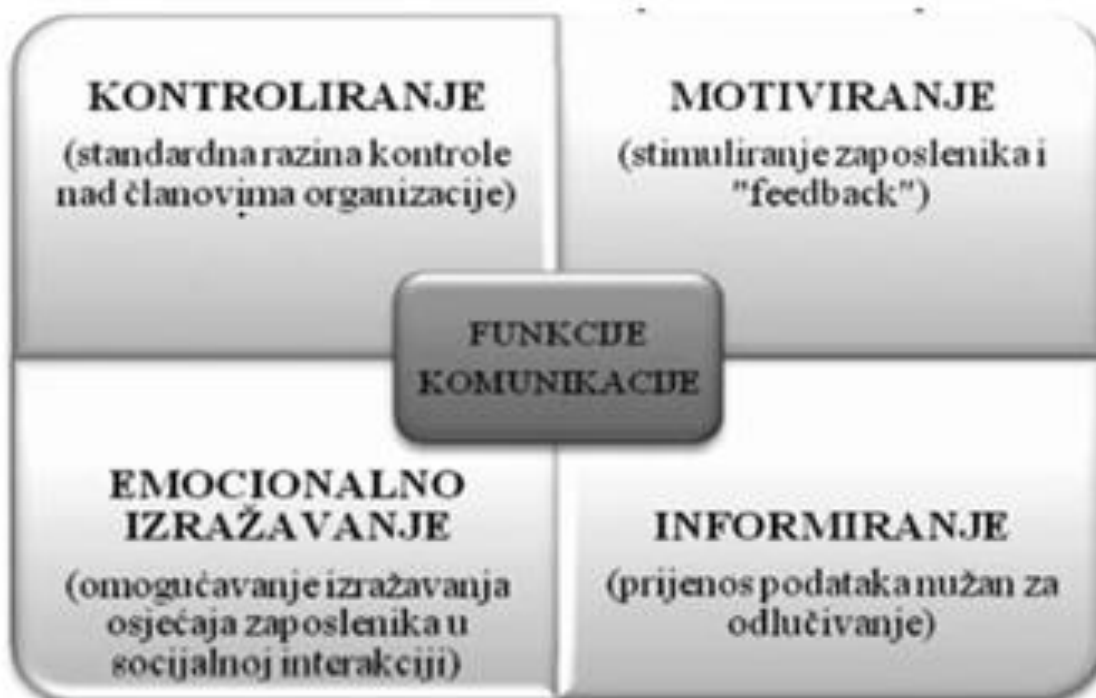 KONTROLIRANJE
(standardna razina kontrole
nad članovima organizacije)
MOTIVIRANJE
(stimuliranje zaposlenika i
"feedback")
FUNKCIJE
KOMUNIKACIJE
EMOCIONALNO
IZRAŽAVANJE
(omogućavanje izražavanja
osjećaja zaposlenika u
socijalnoj interakciji)
INFORMIRANJE
(prijenos podataka nužan za
odlučivanje)